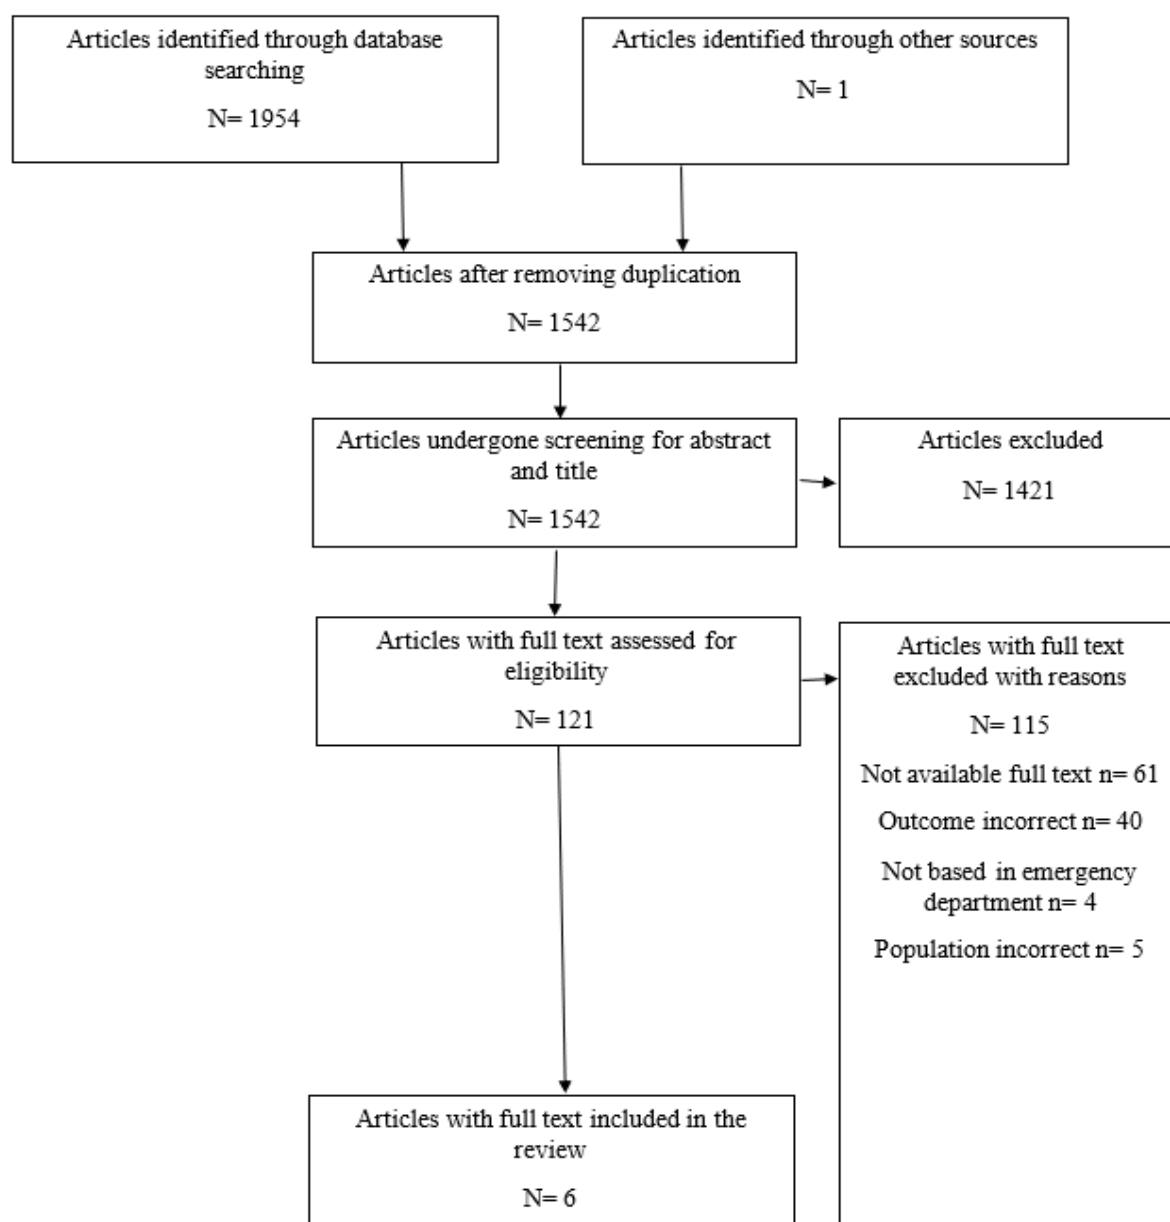 Articles identified through database
searching
N= 1954
Articles identified through other sources
N= 1
Articles after removing duplication
N= 1542
Articles undergone screening for abstract
and title
N= 1542
Articles excluded
N= 1421
Articles with full text assessed for
eligibility
N= 121
Articles with full text
excluded with reasons
N= 115
Not available full text n= 61
Outcome incorrect n= 40
Not based in emergency
department n= 4
Population incorrect n= 5
Articles with full text included in the
review
N= 6